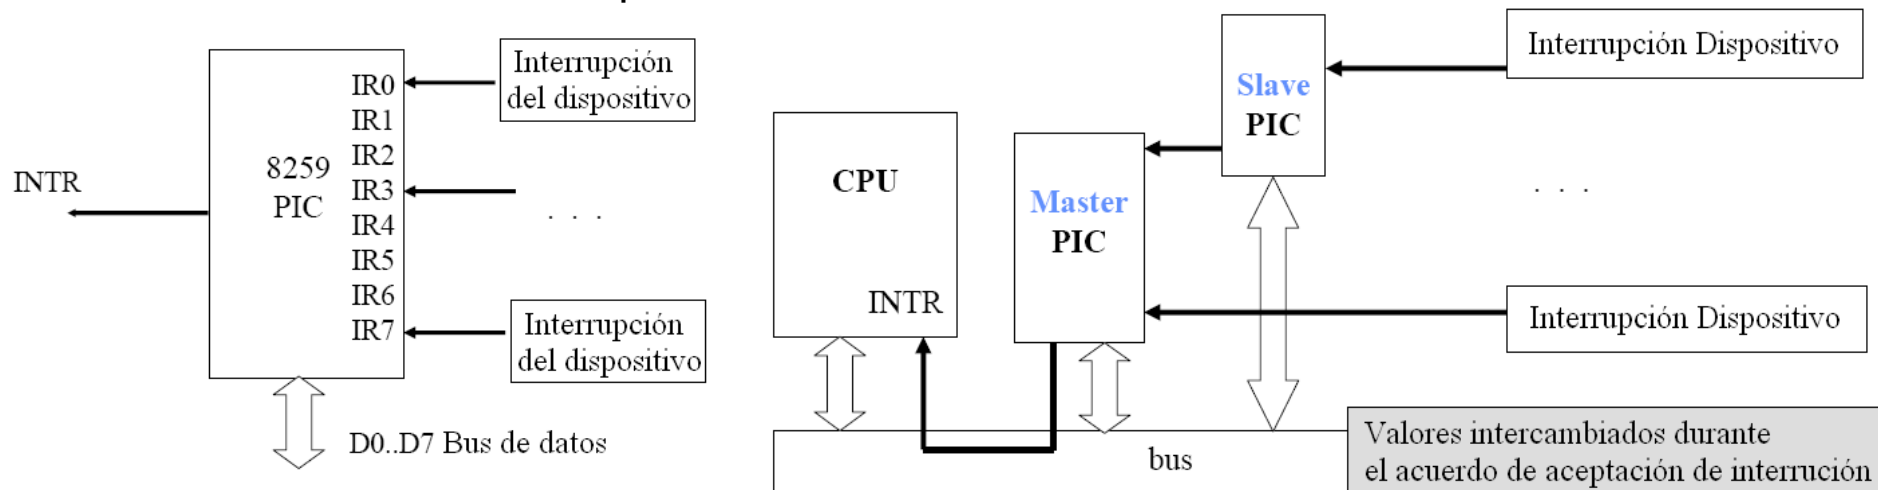 Interrupción
del dispositivo
IR0
IR1
IR2
IR3
IR4
IR5
IR6
IR7
8259
PIC
INTR
. . .
Interrupción
del dispositivo
D0..D7 Bus de datos
CPU
INTR
Master
PIC
Slave
PIC
Interrupción Dispositivo
. . .
Interrupción Dispositivo
bus
Valores intercambiados durante
el acuerdo de aceptación de interrución